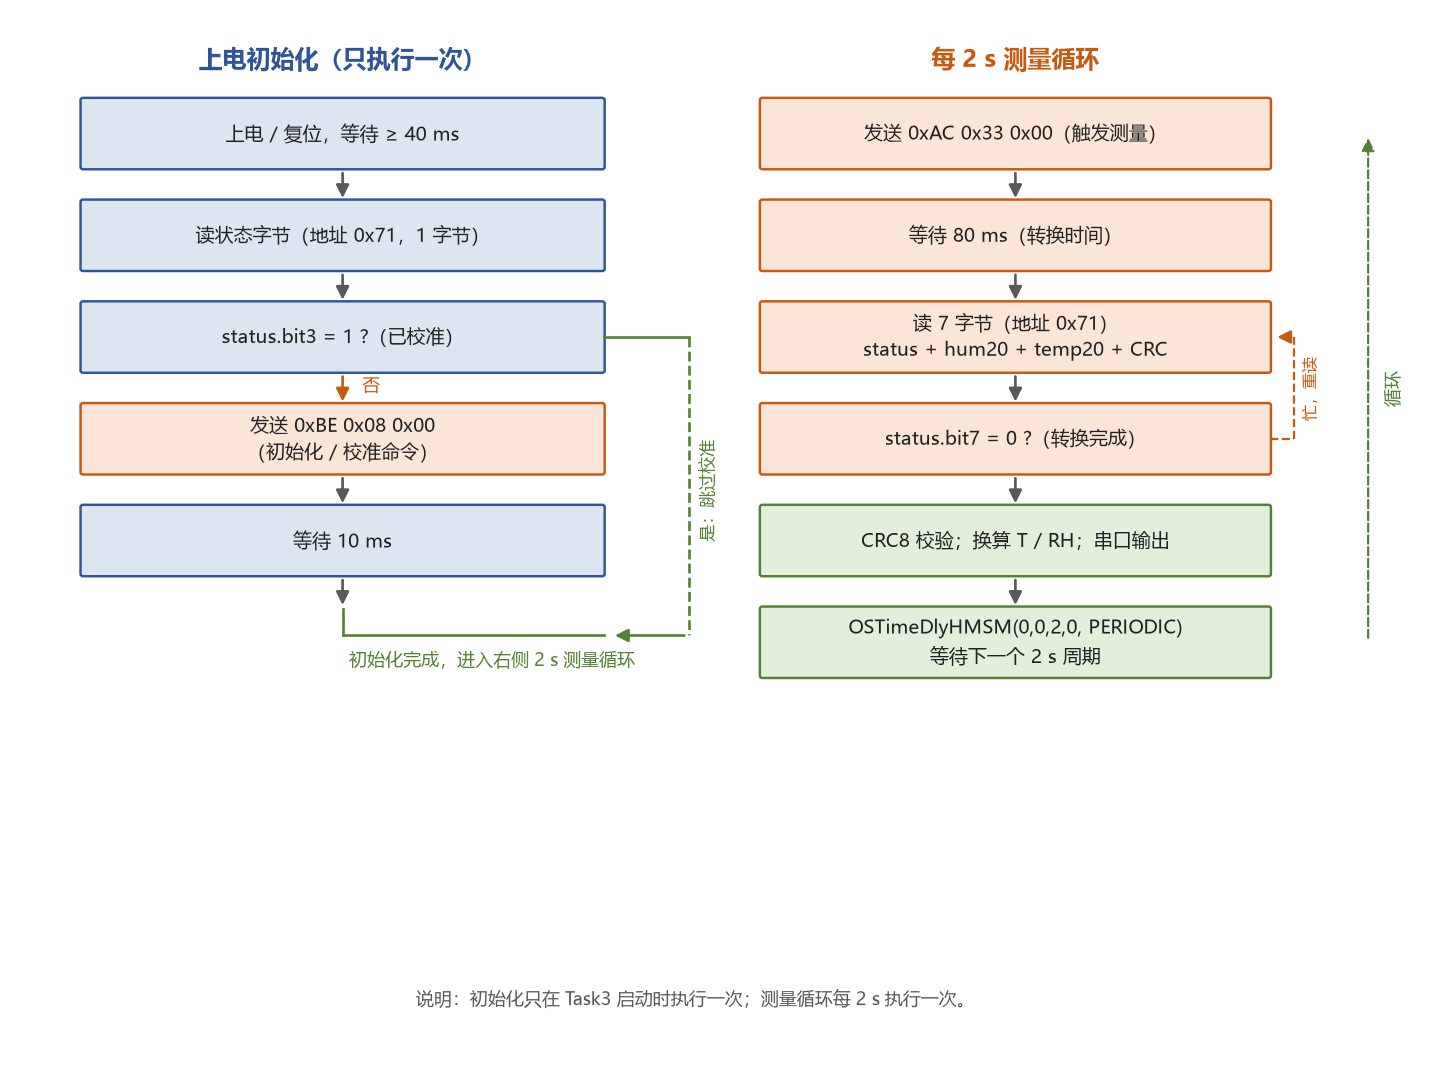 上电初始化（只执行一次）
上电 / 复位，等待 ≥ 40 ms
读状态字节（地址 0x71，1 字节）
status.bit3 = 1 ?（已校准）
否
发送 0xBE 0x08 0x00
（初始化 / 校准命令）
等待 10 ms
是：跳过校准
初始化完成，进入右侧 2 s 测量循环
每 2 s 测量循环
发送 0xAC 0x33 0x00（触发测量）
等待 80 ms（转换时间）
读 7 字节（地址 0x71）
status + hum20 + temp20 + CRC
忙，重读
status.bit7 = 0 ?（转换完成）
CRC8 校验；换算 T / RH；串口输出
OSTimeDlyHMSM(0,0,2,0, PERIODIC)
等待下一个 2 s 周期
循环
说明：初始化只在 Task3 启动时执行一次；测量循环每 2 s 执行一次。